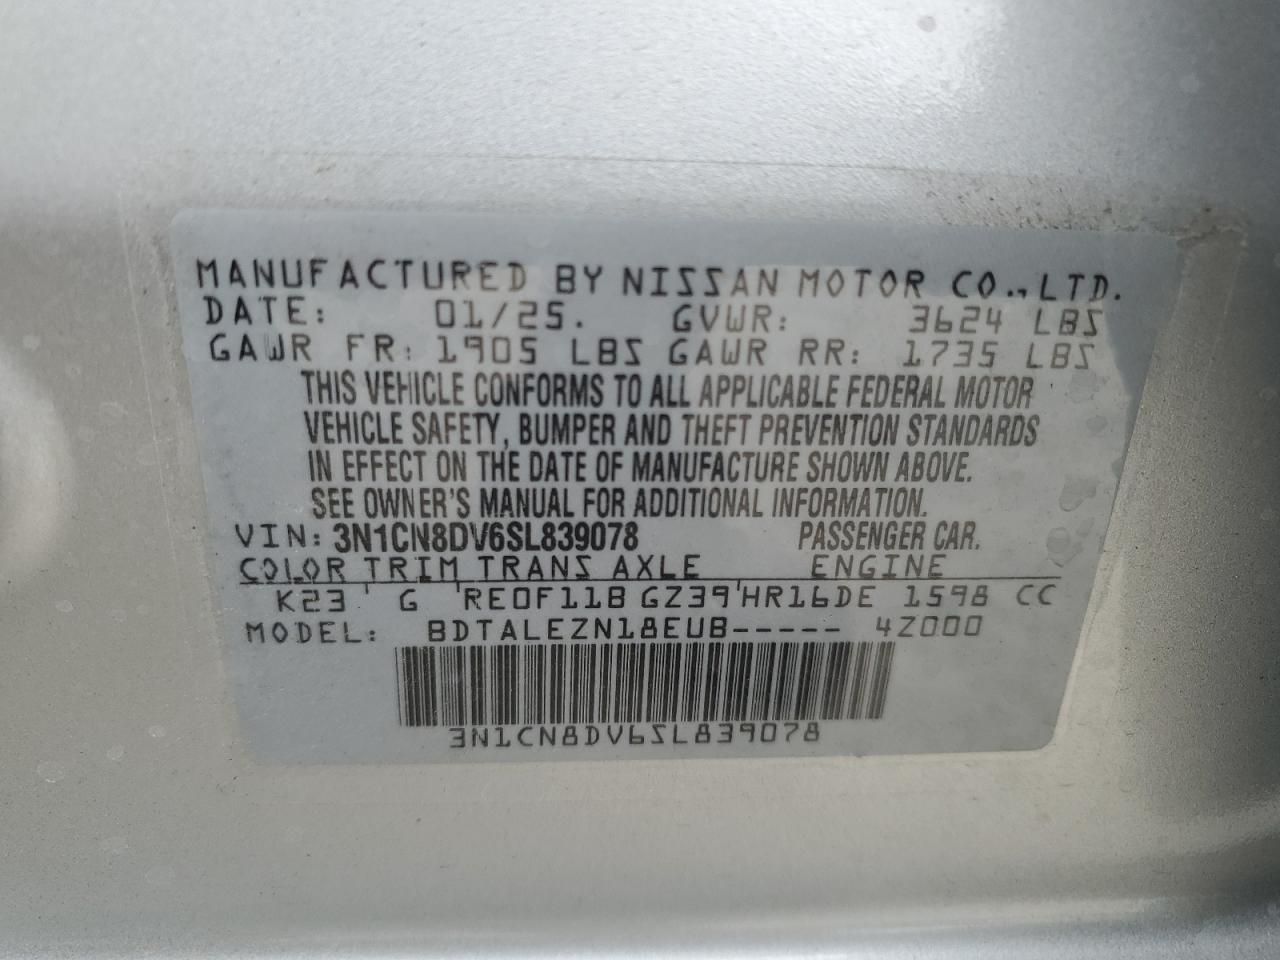 MANUFACTURED BY NISSAN MOTOR CO., LTD.
DATE: 01/25. GVWR: 3624 LBS
GAWR FR: 1905 LBS GAWR RR: 1735 LBS
THIS VEHICLE CONFORMS TO ALL APPLICABLE FEDERAL MOTOR
VEHICLE SAFETY, BUMPER AND THEFT PREVENTION STANDARDS
IN EFFECT ON THE DATE OF MANUFACTURE SHOWN ABOVE.
SEE OWNER'S MANUAL FOR ADDITIONAL INFORMATION.
VIN: 3N1CN8DV6SL839078 PASSENGER CAR.
COLOR TRIM TRANS AXLE ENGINE
K23 ' G 'RE0F11B GZ39'HR16DE 1598 CC
MODEL: BDTALEZN18EUB----- 4Z000
3N1CN8DV6SL839078